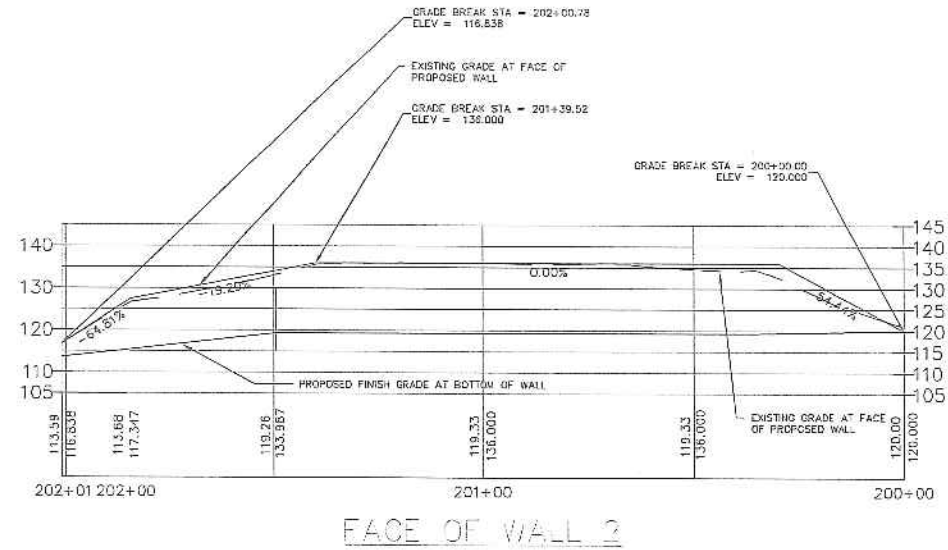 GRADE BREAK STA = 202+00.78
ELEV = 116.838
EXISTING GRADE AT FACE OF
PROPOSED WALL
GRADE BREAK STA = 201+39.52
ELEV = 136.000
GRADE BREAK STA = 200+00.00
ELEV = 120.000
140
130
120
110
105
145
140
135
130
125
120
115
110
105
-64.81%
0.00%
PROPOSED FINISH GRADE AT BOTTOM OF WALL
EXISTING GRADE AT FACE
OF PROPOSED WALL
113.59
116.838
113.68
117.347
119.26
133.987
119.33
136.000
119.33
136.000
120.00
120.000
202+01 202+00
201+00
200+00
FACE OF WALL 2